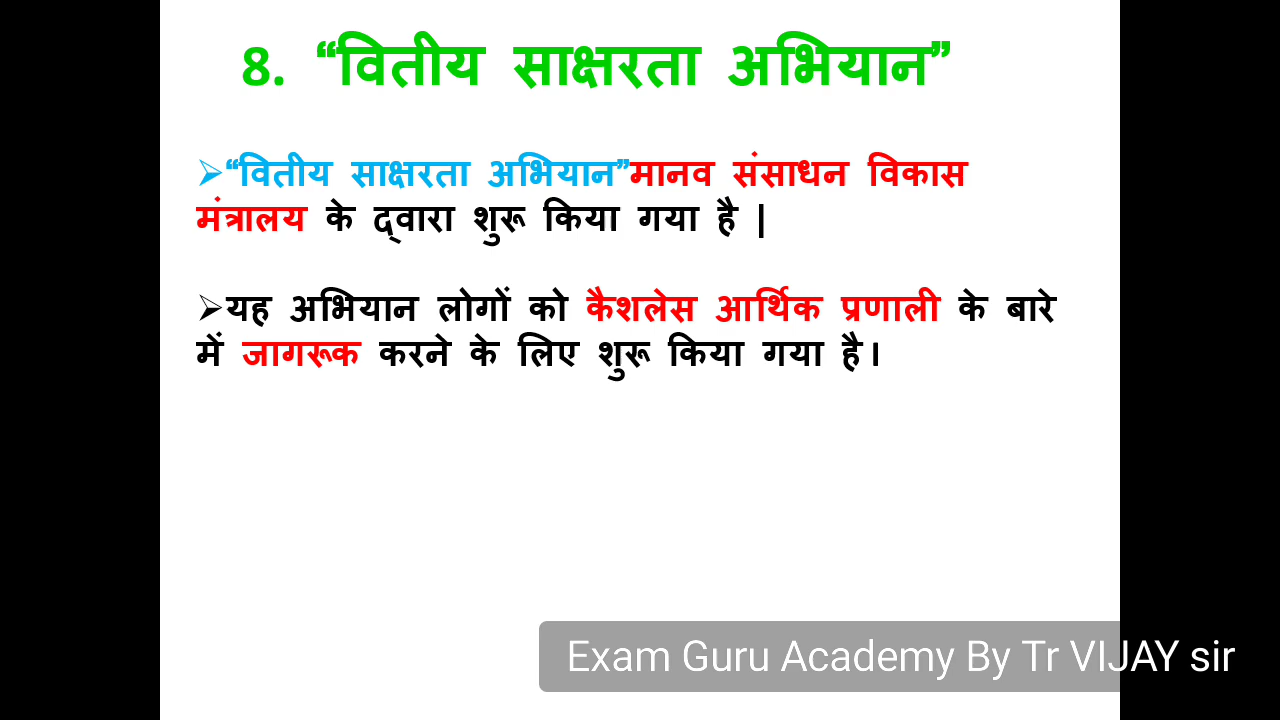 8. “वितीय साक्षरता अभियान”
➢“वितीय साक्षरता अभियान”मानव संसाधन विकास
मंत्रालय के द्वारा शुरू किया गया है |
➢यह अभियान लोगों को कैशलेस आर्थिक प्रणाली के बारे
में जागरूक करने के लिए शुरू किया गया है।
Exam Guru Academy By Tr VIJAY sir